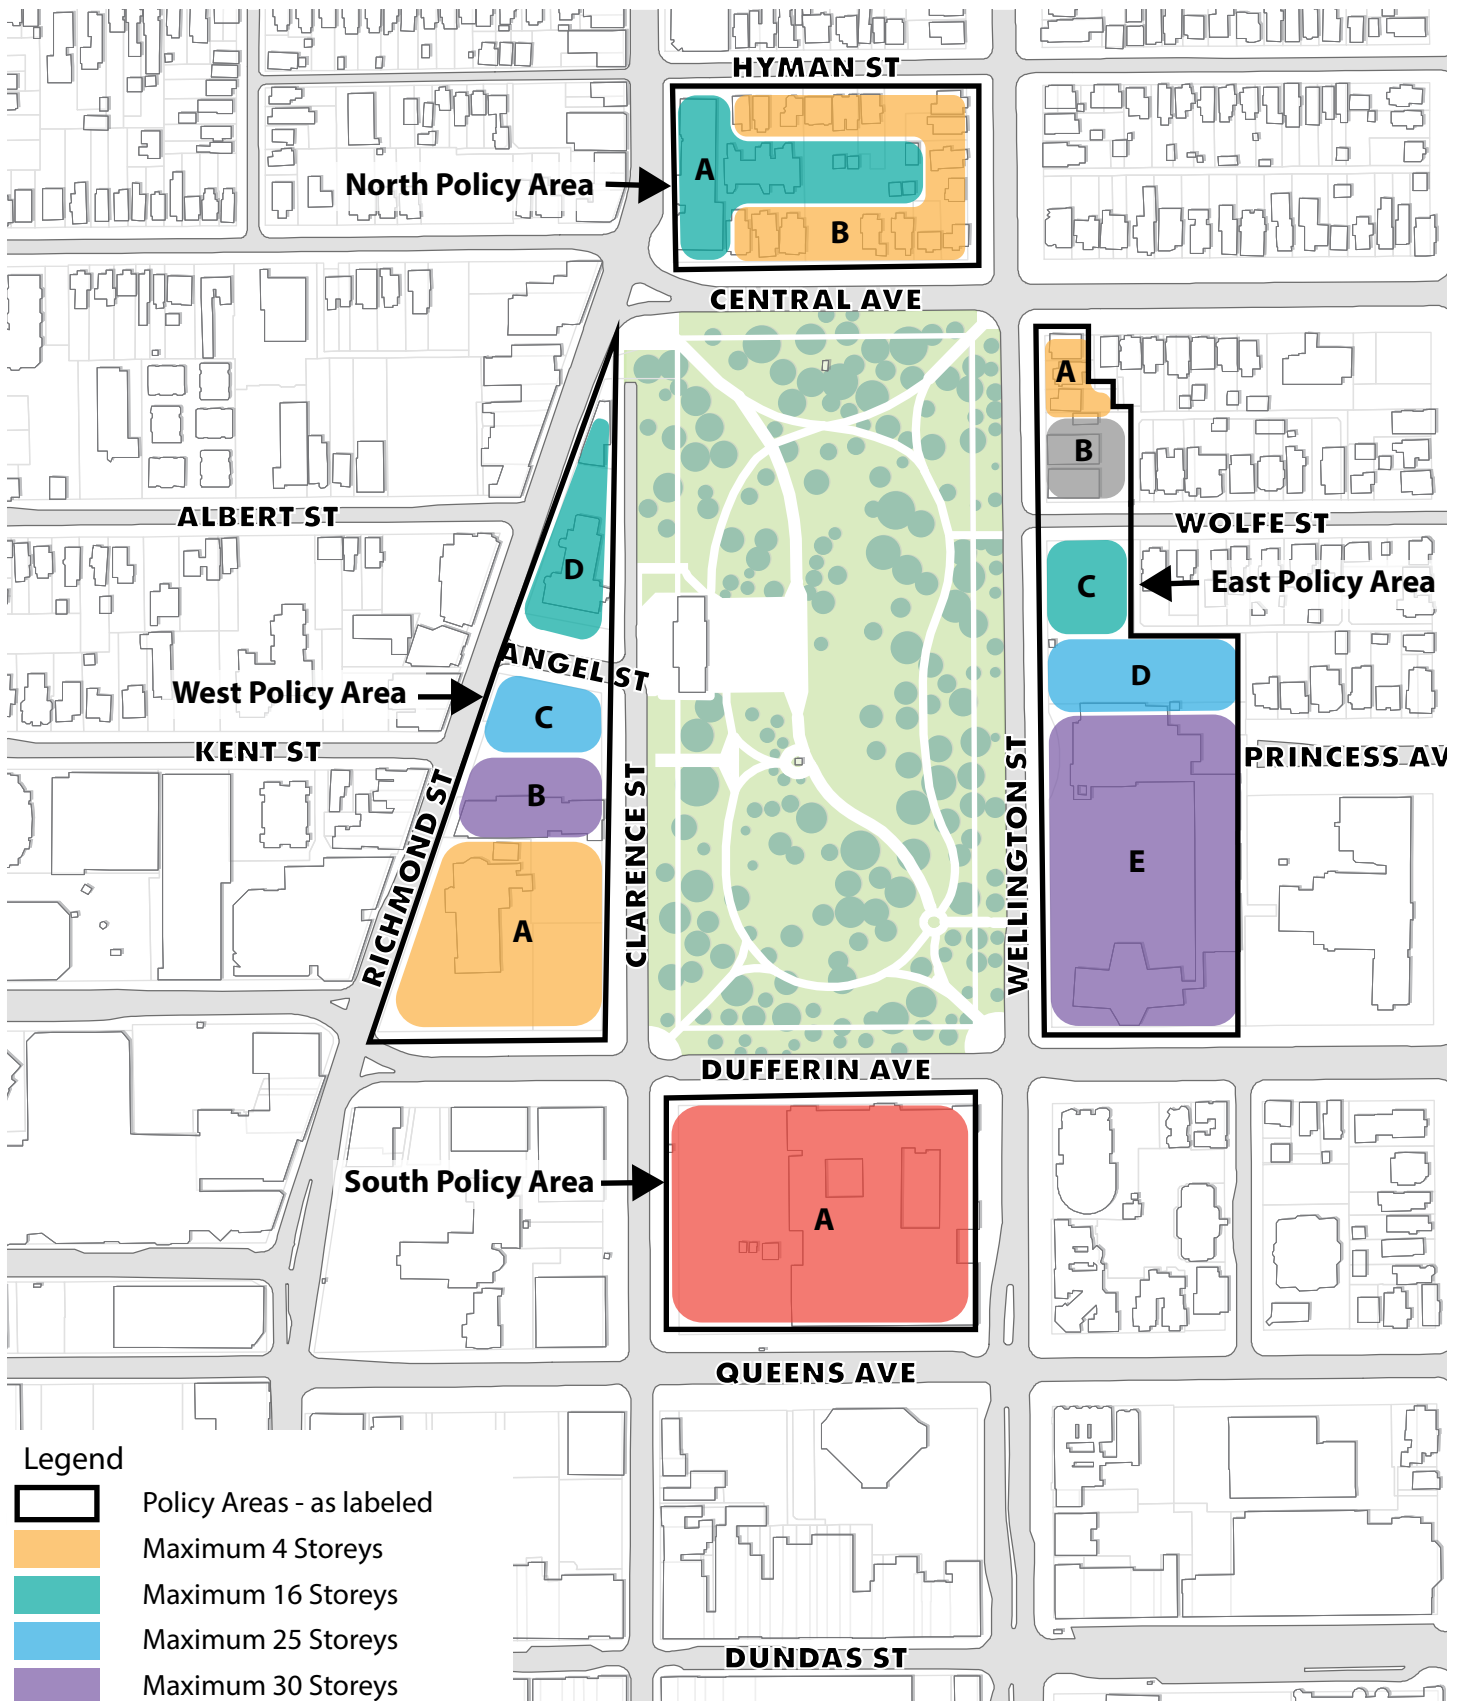 HYMAN ST
A
North Policy Area
B
CENTRAL AVE
A
B
ALBERT ST
WOLFE ST
D
C
East Policy Area
ANGEL ST
D
West Policy Area
C
KENT ST
PRINCESS AV
RICHMOND ST
B
CLARENCE ST
WELLINGTON ST
E
A
DUFFERIN AVE
South Policy Area
A
QUEENS AVE
Legend
Policy Areas - as labeled
Maximum 4 Storeys
Maximum 16 Storeys
Maximum 25 Storeys
DUNDAS ST
Maximum 30 Storeys